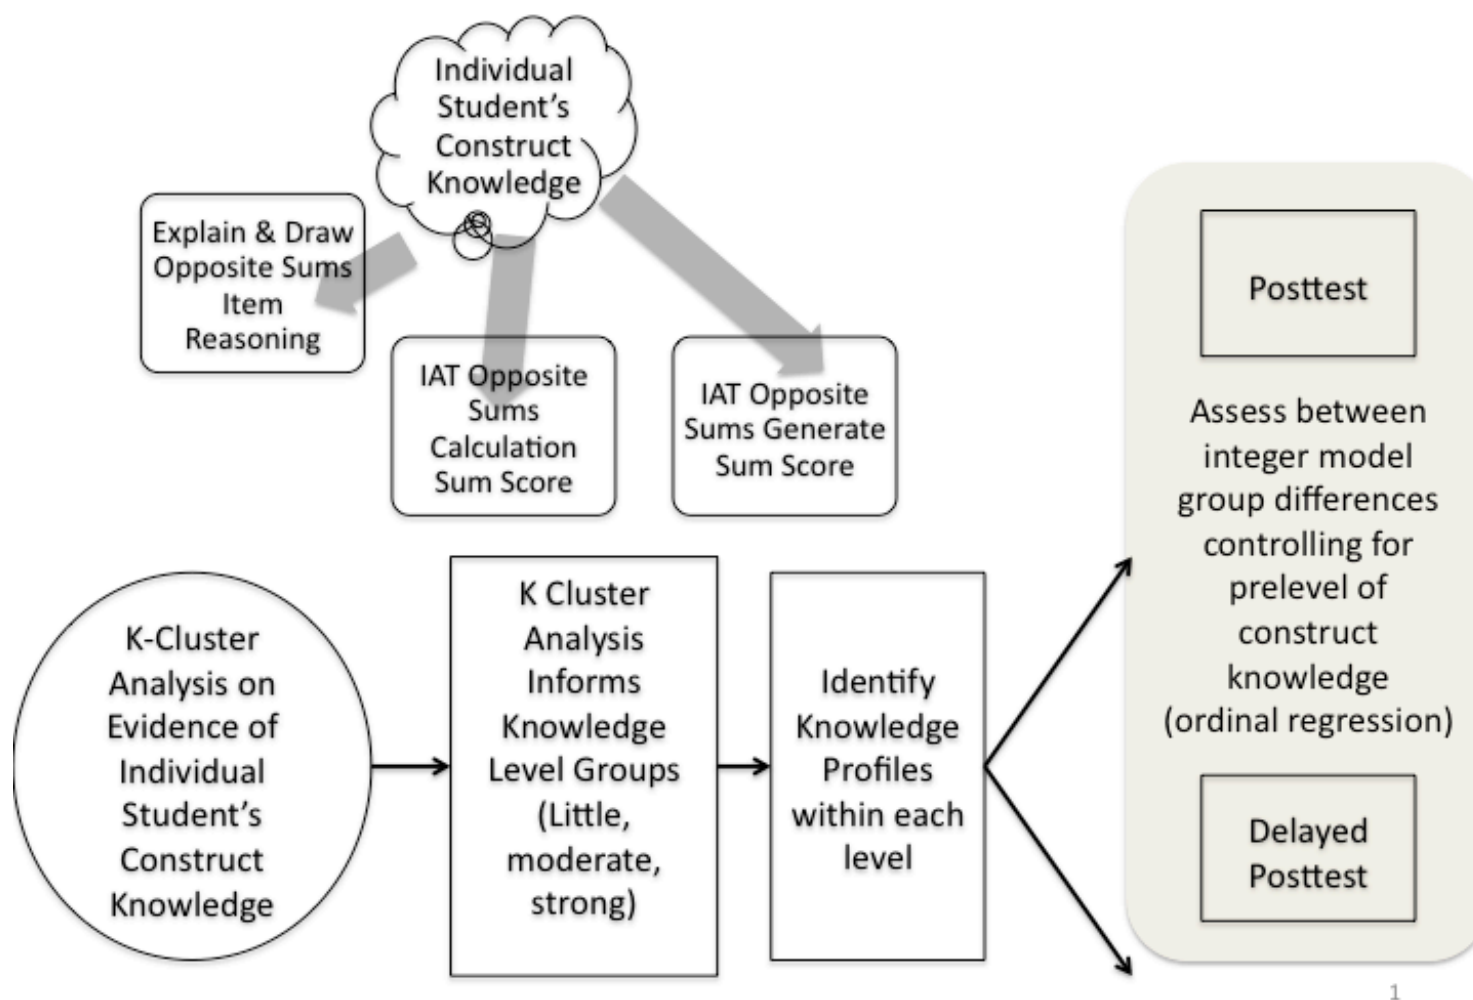 Individual
Student's
Construct
Knowledge
Explain & Draw
Opposite Sums
Item
Reasoning
IAT Opposite
Sums
Calculation
Sum Score
IAT Opposite
Sums Generate
Sum Score
K-Cluster
Analysis on
Evidence of
Individual
Student's
Construct
Knowledge
K Cluster
Analysis
Informs
Knowledge
Level Groups
(Little,
moderate,
strong)
Identify
Knowledge
Profiles
within each
level
Posttest
Assess between
integer model
group differences
controlling for
prelevel of
construct
knowledge
(ordinal regression)
Delayed
Posttest
1